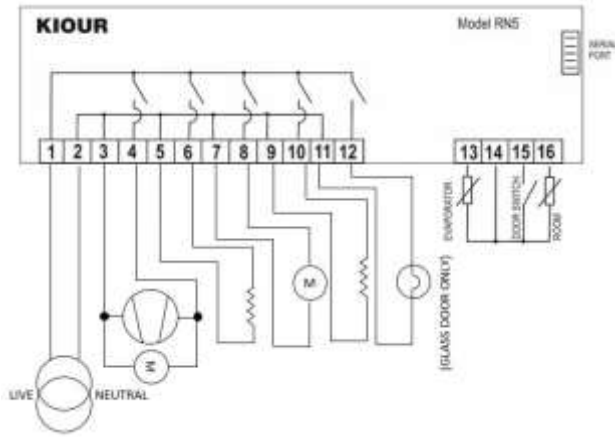 KIOUR
Model RN5
SERIAL
PORT
1 2 3 4 5 6 7 8 9 10 11 12
13 14 15 16
EVAPORATOR
DOOR SWITCH
ROOM
M
M
(GLASS DOOR ONLY)
LIVE
NEUTRAL